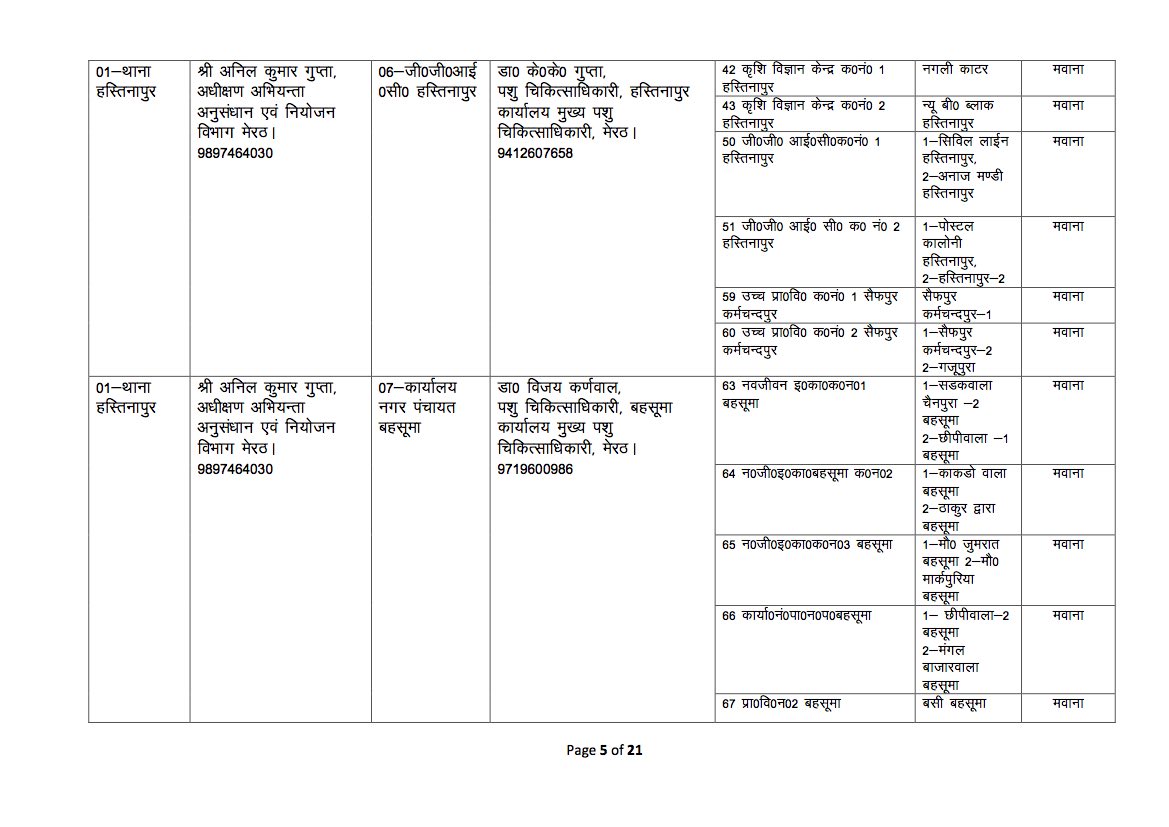 01–थाना
हस्तिनापुर
श्री अनिल कुमार गुप्ता,
अधीक्षण अभियन्ता
अनुसंधान एवं नियोजन
विभाग मेरठ।
9897464030
06–जी0जी0आई
0सी0 हस्तिनापुर
डा0 के0के0 गुप्ता,
पशु चिकित्साधिकारी, हस्तिनापुर
कार्यालय मुख्य पशु
चिकित्साधिकारी, मेरठ।
9412607658
42 कृशि विज्ञान केन्द्र क0नं0 1
हस्तिनापुर
नगली काटर
मवाना
43 कृशि विज्ञान केन्द्र क0नं0 2
हस्तिनापुर
न्यू बी0 ब्लाक
हस्तिनापुर
मवाना
50 जी0जी0 आई0सी0क0नं0 1
हस्तिनापुर
1–सिविल लाईन
हस्तिनापुर,
2–अनाज मण्डी
हस्तिनापुर
मवाना
51 जी0जी0 आई0 सी0 क0 नं0 2
हस्तिनापुर
1–पोस्टल
कालोनी
हस्तिनापुर,
2–हस्तिनापुर–2
मवाना
59 उच्च प्रा0वि0 क0नं0 1 सैफपुर
कर्मचन्दपुर
सैफपुर
कर्मचन्दपुर–1
मवाना
60 उच्च प्रा0वि0 क0नं0 2 सैफपुर
कर्मचन्दपुर
1–सैफपुर
कर्मचन्दपुर–2
2–गजूपुरा
मवाना
01–थाना
हस्तिनापुर
श्री अनिल कुमार गुप्ता,
अधीक्षण अभियन्ता
अनुसंधान एवं नियोजन
विभाग मेरठ।
9897464030
07–कार्यालय
नगर पंचायत
बहसूमा
डा0 विजय कर्णवाल,
पशु चिकित्साधिकारी, बहसूमा
कार्यालय मुख्य पशु
चिकित्साधिकारी, मेरठ।
9719600986
63 नवजीवन इ0का0क0न01
बहसूमा
1–सडकवाला
चैनपुरा –2
बहसूमा
2–छीपीवाला –1
बहसूमा
मवाना
64 न0जी0इ0का0बहसूमा क0न02
1–काकडो वाला
बहसूमा
2–ठाकुर द्वारा
बहसूमा
मवाना
65 न0जी0इ0का0क0न03 बहसूमा
1–मौ0 जुमरात
बहसूमा 2–मौ0
मार्कपुरिया
बहसूमा
मवाना
66 कार्या0नं0पा0न0प0बहसूमा
1– छीपीवाला–2
बहसूमा
2–मंगल
बाजारवाला
बहसूमा
मवाना
67 प्रा0वि0न02 बहसूमा
बसी बहसूमा
मवाना
Page 5 of 21